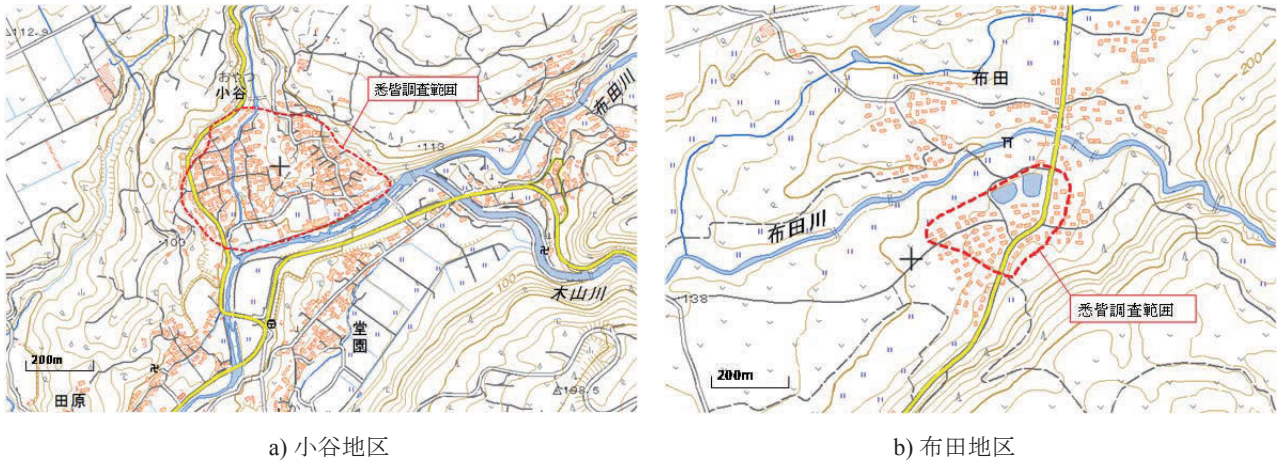 112.9
おやつ
小谷
悉皆調査範囲
布田川
113
103
木山川
100
堂園
200m
田原
198.5
a) 小谷地区
布田
200
布田川
138
悉皆調査範囲
200m
b) 布田地区